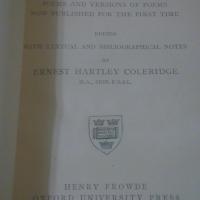 POEMS AND VERSIONS OF POEMS
NOW PUBLISHED FOR THE FIRST TIME
EDITED
WITH TEXTUAL AND BIBLIOGRAPHICAL NOTES
BY
ERNEST HARTLEY COLERIDGE
M.A., HON. F.R.S.L.
HENRY FROWDE
OXFORD UNIVERSITY PRESS